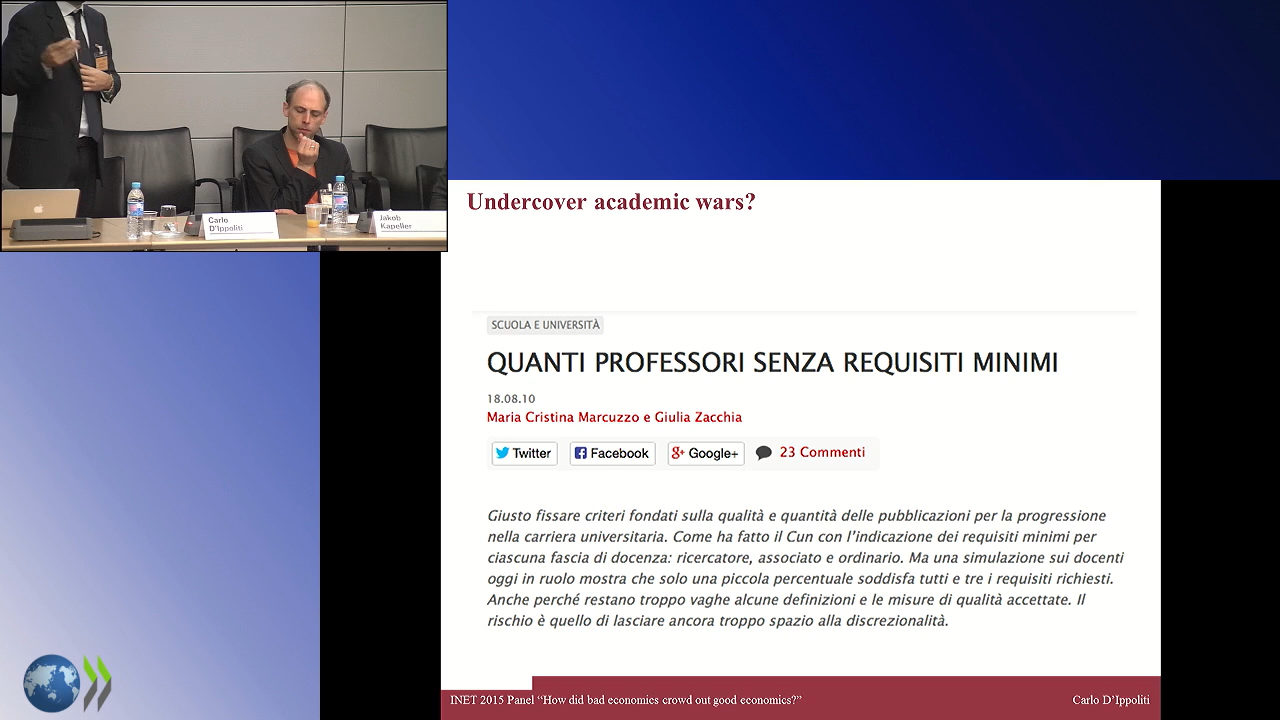 Carlo
D'Ippoliti
Jakob
Kapeller
Undercover academic wars?
SCUOLA E UNIVERSITÀ
QUANTI PROFESSORI SENZA REQUISITI MINIMI
18.08.10
Maria Cristina Marcuzzo e Giulia Zacchia
Twitter Facebook Google+ 23 Commenti
Giusto fissare criteri fondati sulla qualità e quantità delle pubblicazioni per la progressione
nella carriera universitaria. Come ha fatto il Cun con l'indicazione dei requisiti minimi per
ciascuna fascia di docenza: ricercatore, associato e ordinario. Ma una simulazione sui docenti
oggi in ruolo mostra che solo una piccola percentuale soddisfa tutti e tre i requisiti richiesti.
Anche perché restano troppo vaghe alcune definizioni e le misure di qualità accettate. Il
rischio è quello di lasciare ancora troppo spazio alla discrezionalità.
INET 2015 Panel “How did bad economics crowd out good economics?” Carlo D’Ippoliti